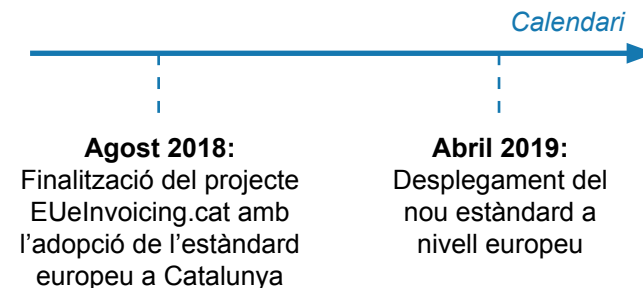 Calendari
Agost 2018:
Finalització del projecte
EUeInvoicing.cat amb
l’adopció de l’estàndard
europeu a Catalunya
Abril 2019:
Desplegament del
nou estàndard a
nivell europeu